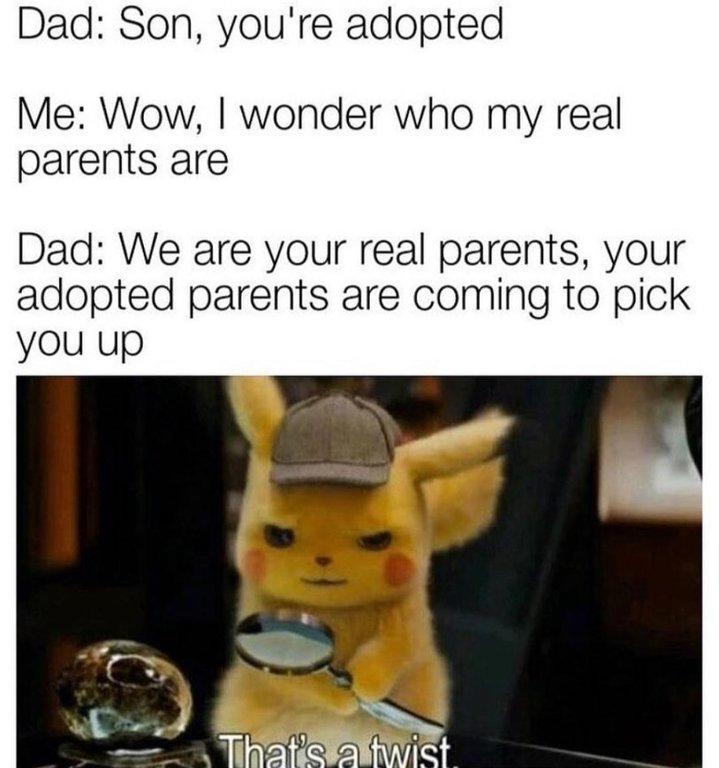 Dad: Son, you're adopted
Me: Wow, I wonder who my real
parents are
Dad: We are your real parents, your
adopted parents are coming to pick
you up
That's a twist.